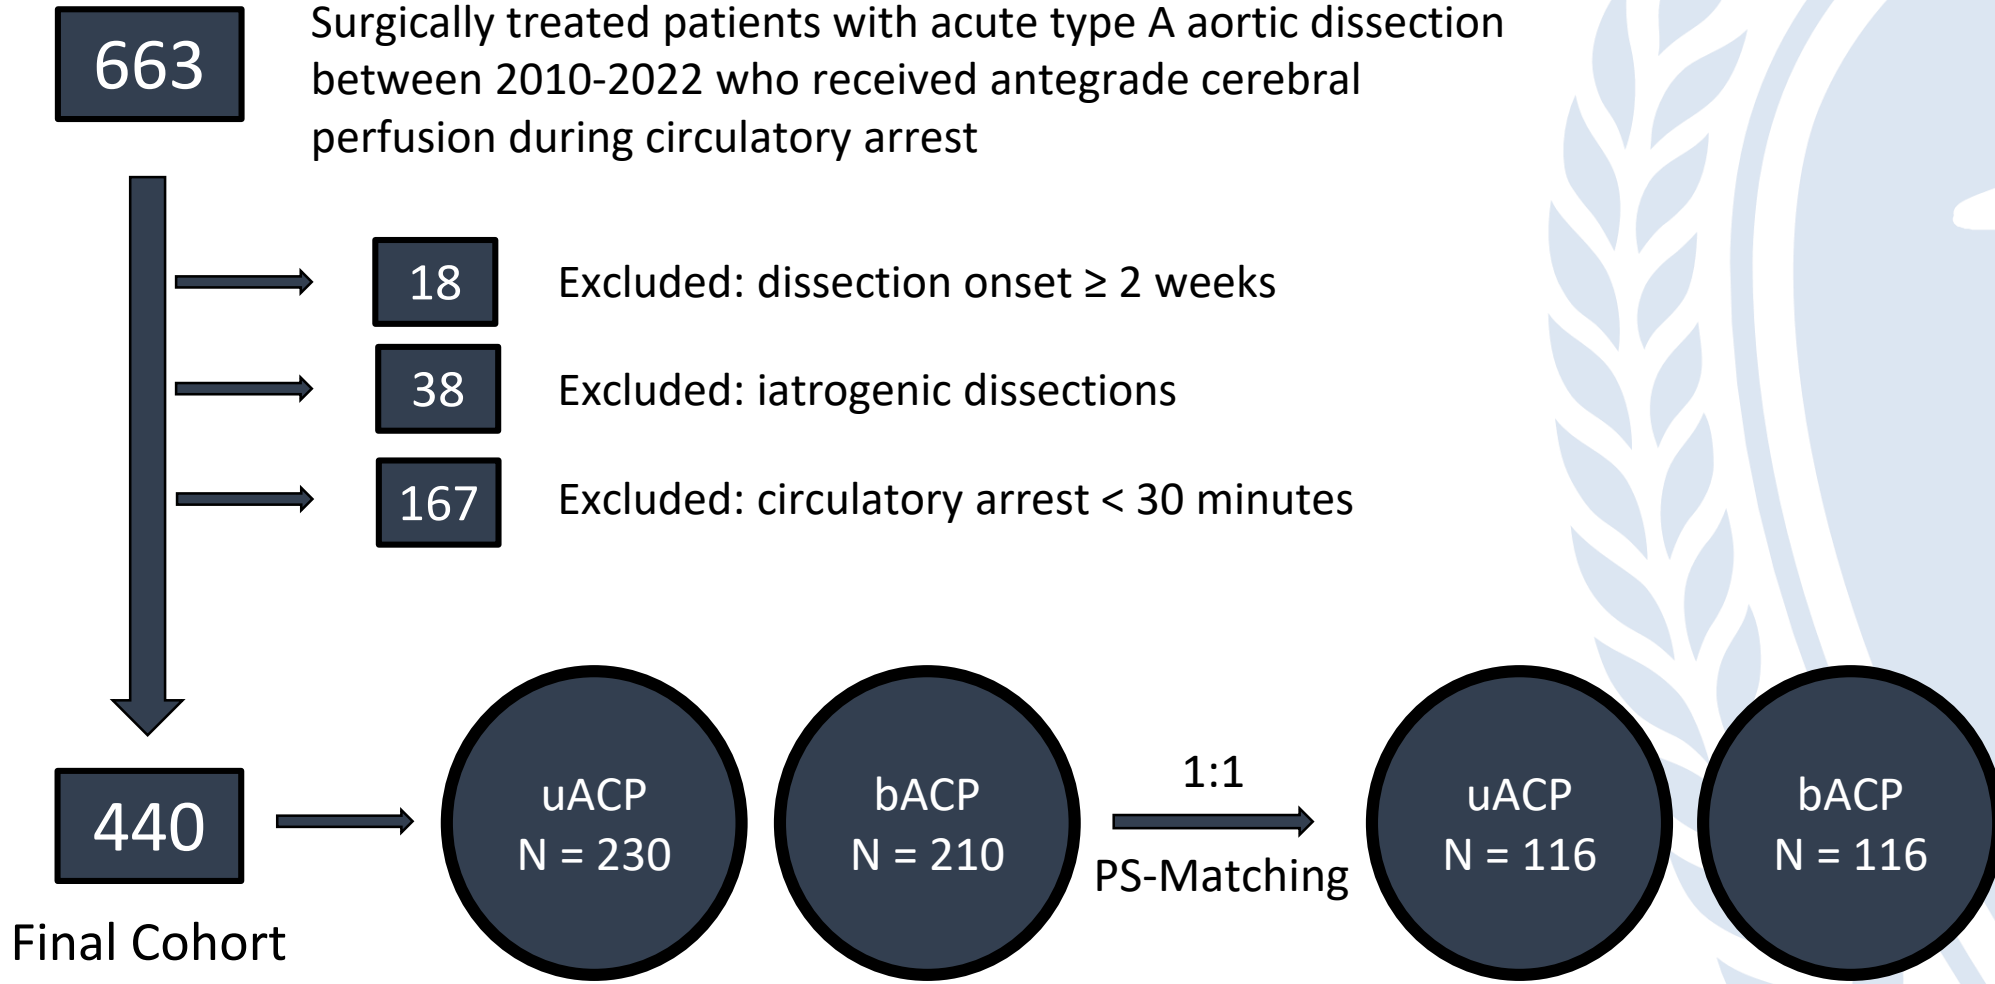 663
Surgically treated patients with acute type A aortic dissection
between 2010-2022 who received antegrade cerebral
perfusion during circulatory arrest
18
Excluded: dissection onset ≥ 2 weeks
38
Excluded: iatrogenic dissections
167
Excluded: circulatory arrest < 30 minutes
440
Final Cohort
uACP
N = 230
bACP
N = 210
1:1
PS-Matching
uACP
N = 116
bACP
N = 116